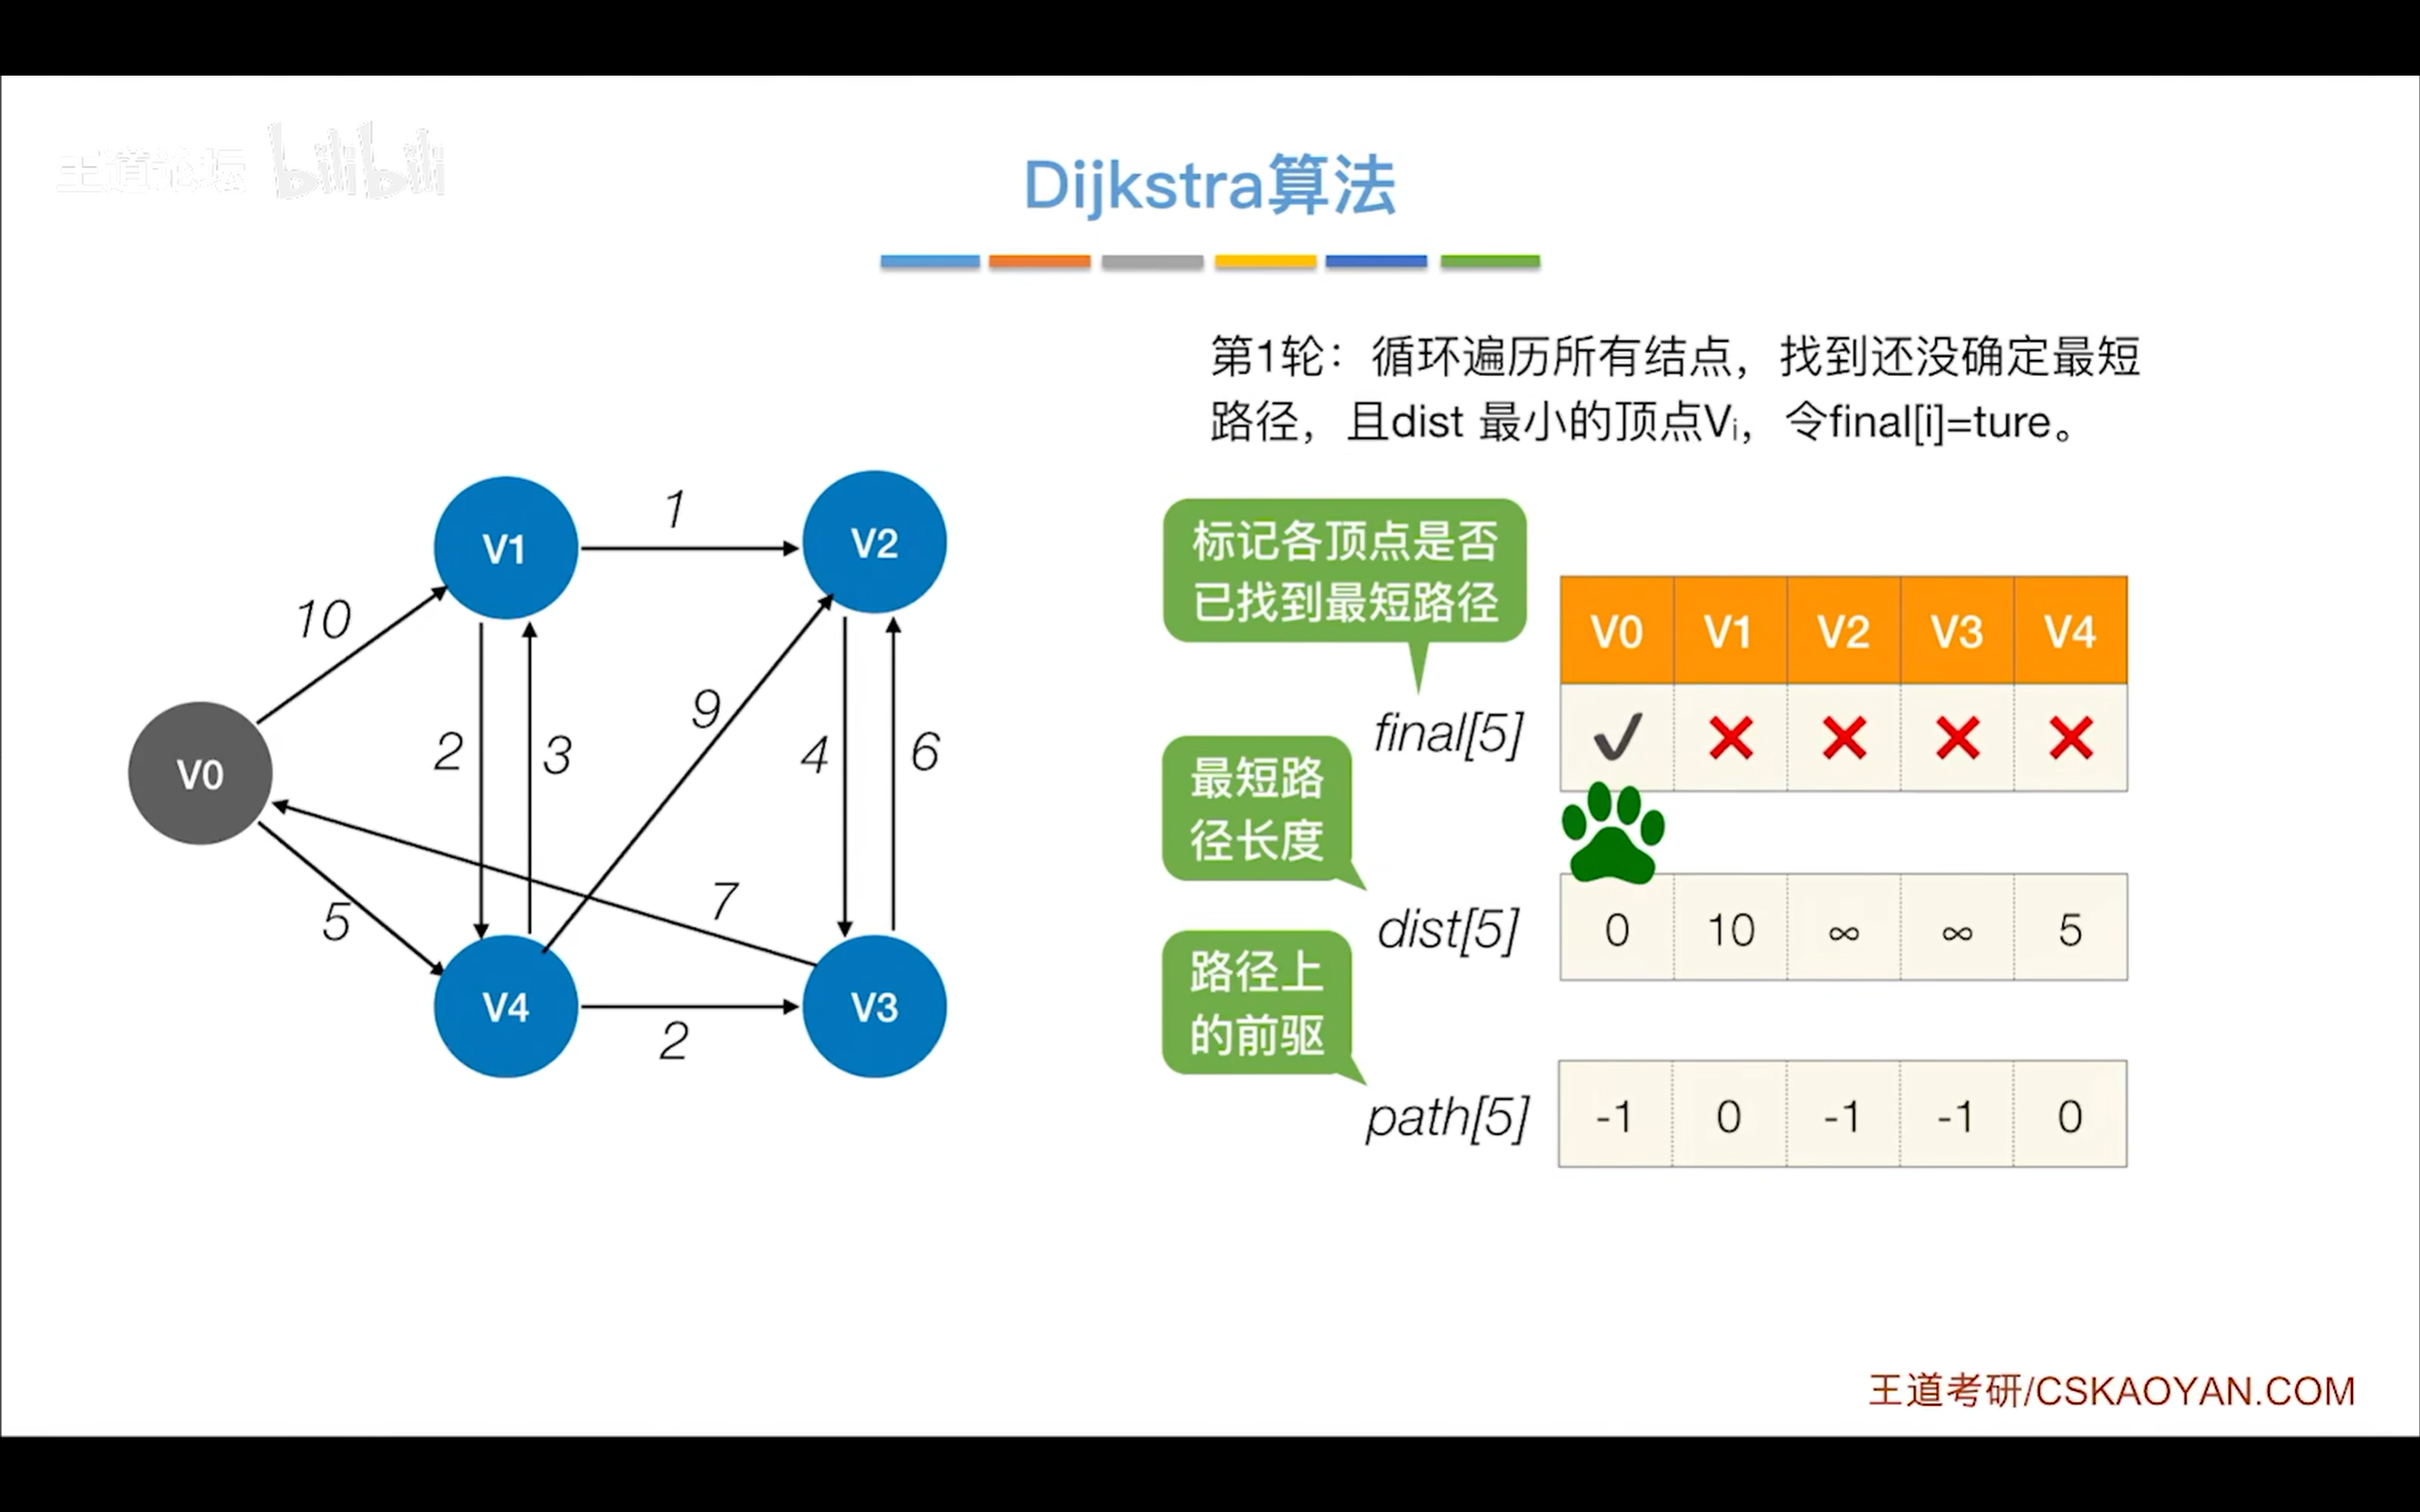 王道论坛 bilibili
Dijkstra算法
第1轮：循环遍历所有结点，找到还没确定最短
路径，且dist 最小的顶点Vᵢ，令final[i]=ture。
V1
1
V2
10
2
3
9
4
6
V0
7
5
V4
2
V3
标记各顶点是否
已找到最短路径
V0 V1 V2 V3 V4
final[5] ✓ ✕ ✕ ✕ ✕
最短路
径长度
dist[5] 0 10 ∞ ∞ 5
路径上
的前驱
path[5] -1 0 -1 -1 0
王道考研/CSKAOYAN.COM